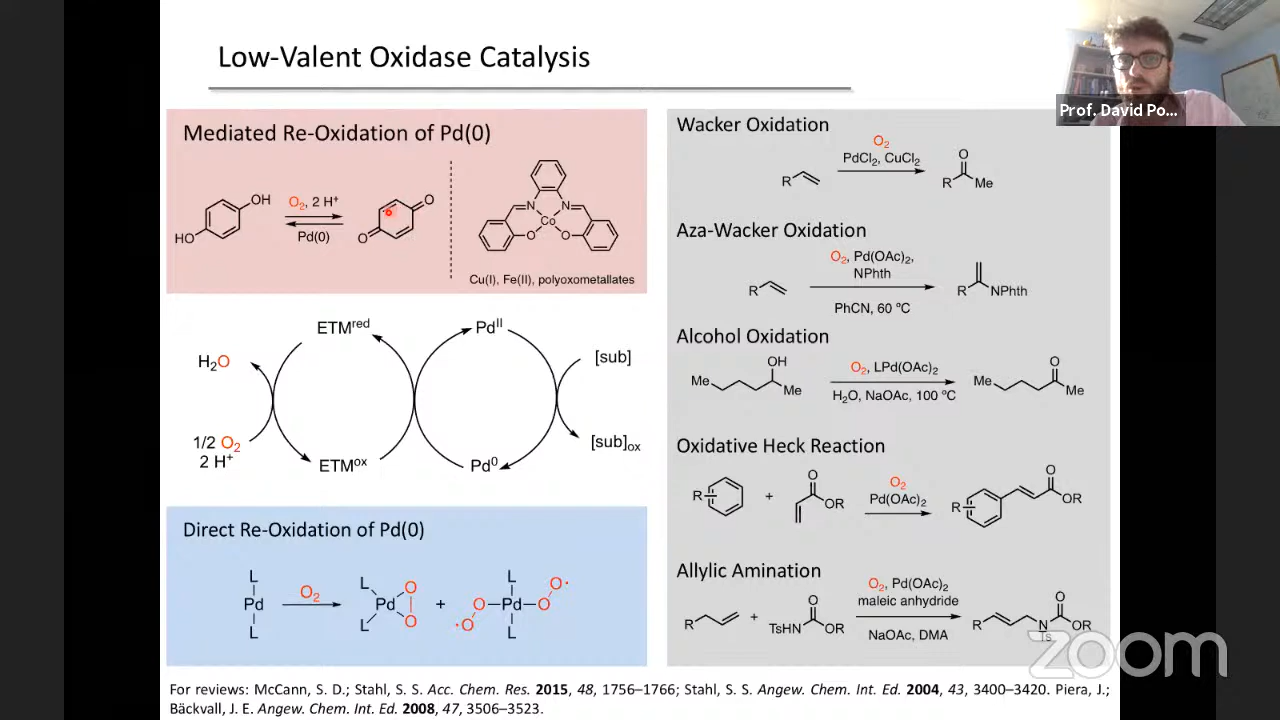 Low-Valent Oxidase Catalysis
Prof. David Po...
Mediated Re-Oxidation of Pd(0)
OH
HO
O₂, 2 H⁺
Pd(0)
O
O
N
N
Co
O
O
Cu(I), Fe(II), polyoxometallates
ETMʳᵉᵈ
Pdᴵᴵ
H₂O
[sub]
1/2 O₂
2 H⁺
[sub]ₒₓ
ETMᵒˣ
Pd⁰
Direct Re-Oxidation of Pd(0)
L
Pd
L
O₂
L
Pd
L
O
O
+
L
O
O–Pd–O
•O
O•
L
Wacker Oxidation
R
O₂
PdCl₂, CuCl₂
O
R
Me
Aza-Wacker Oxidation
R
O₂, Pd(OAc)₂,
NPhth
PhCN, 60 ºC
R
NPhth
Alcohol Oxidation
OH
Me
Me
O₂, LPd(OAc)₂
H₂O, NaOAc, 100 ºC
O
Me
Me
Oxidative Heck Reaction
R
+
O
OR
O₂
Pd(OAc)₂
R
O
OR
Allylic Amination
R
+
TsHN
O
OR
O₂, Pd(OAc)₂
maleic anhydride
NaOAc, DMA
R
N
Ts
O
OR
zoom
For reviews: McCann, S. D.; Stahl, S. S. Acc. Chem. Res. 2015, 48, 1756–1766; Stahl, S. S. Angew. Chem. Int. Ed. 2004, 43, 3400–3420. Piera, J.;
Bäckvall, J. E. Angew. Chem. Int. Ed. 2008, 47, 3506–3523.